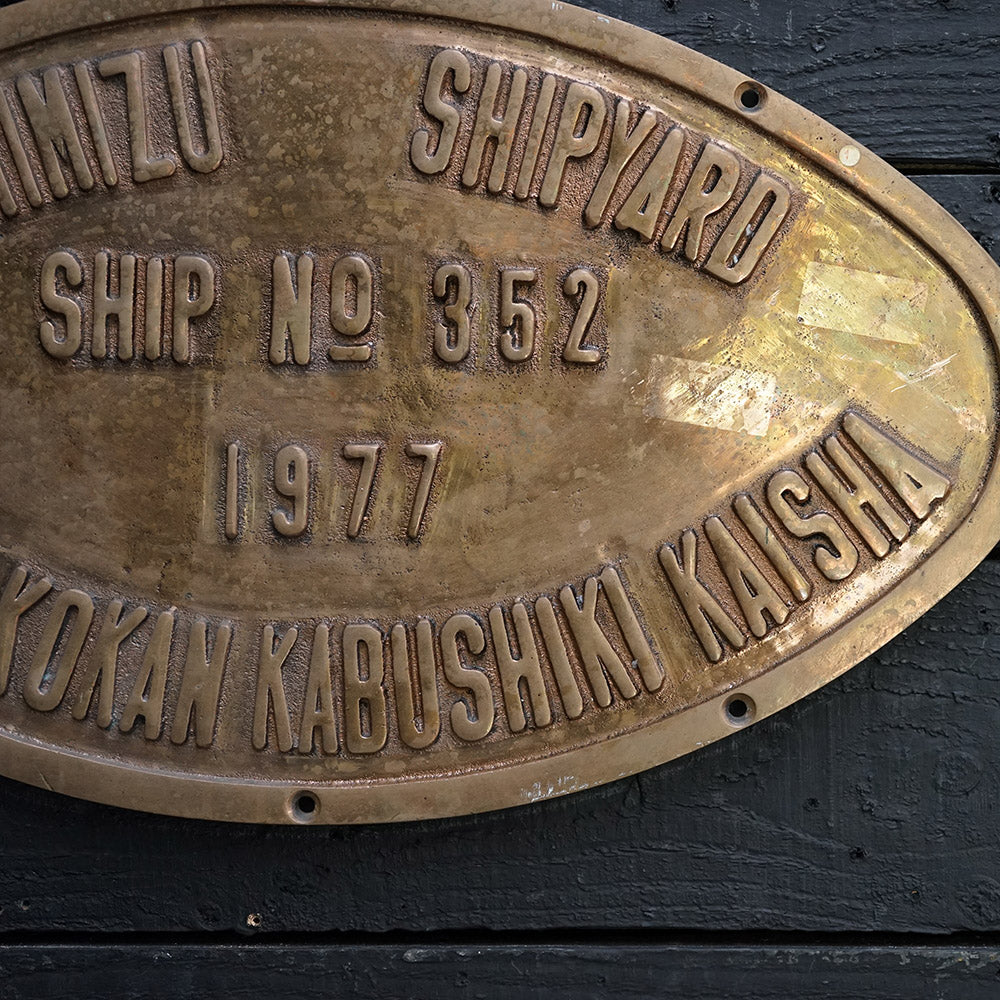 IMIZU SHIPYARD
SHIP Nº 352
1977
KOKAN KABUSHIKI KAISHA